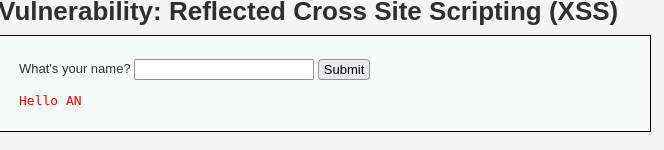 Vulnerability: Reflected Cross Site Scripting (XSS)
What's your name? Submit
Hello AN